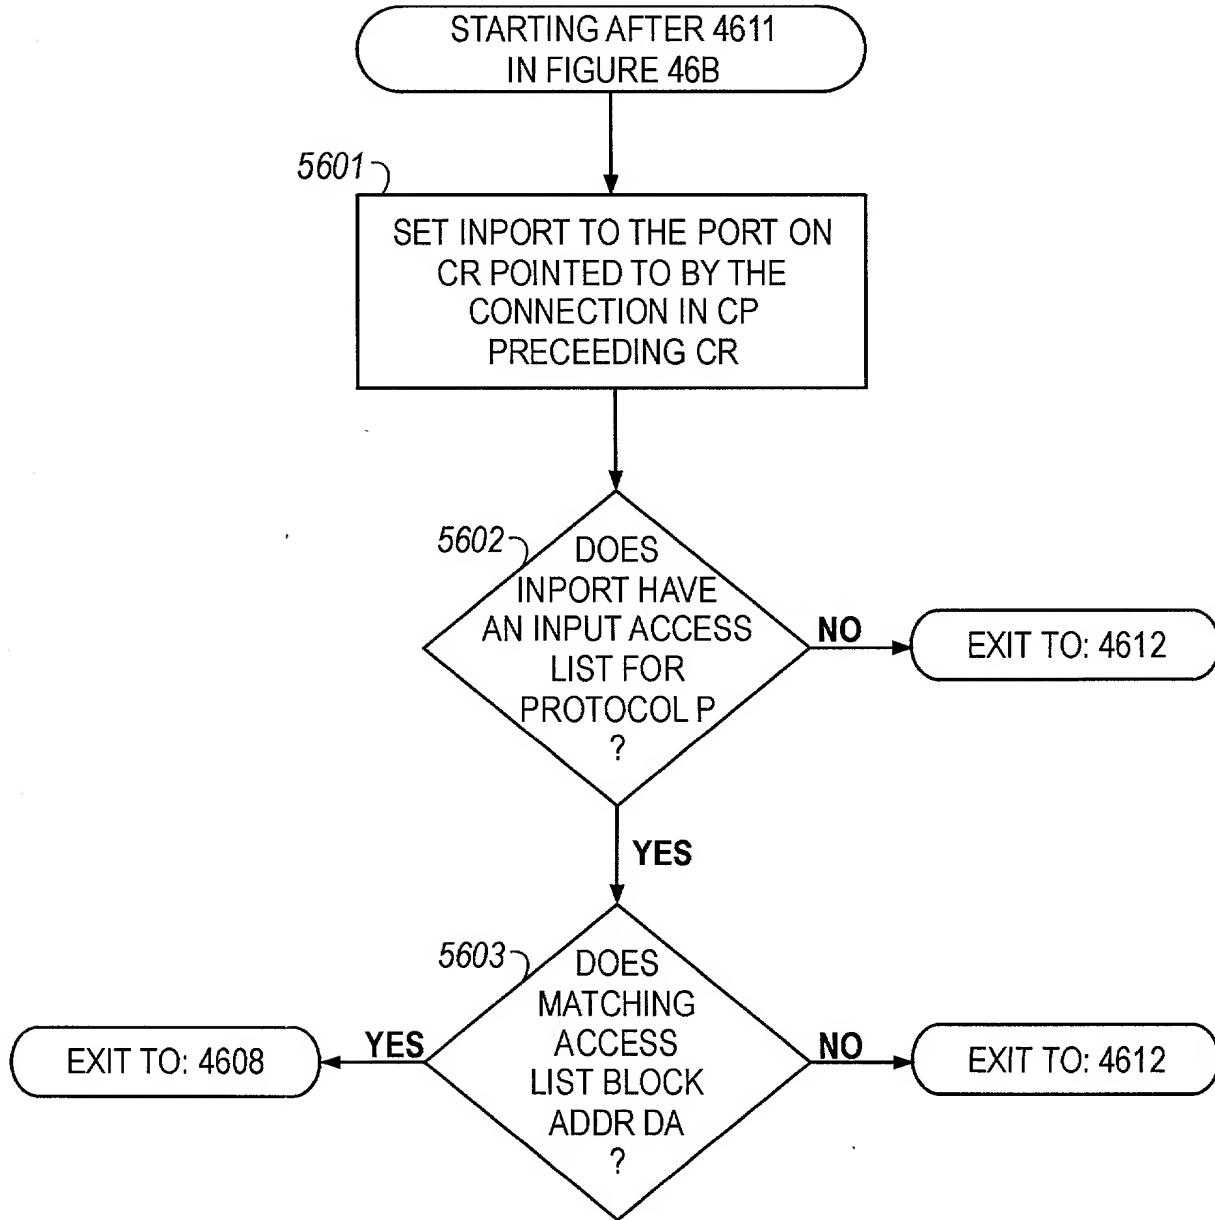 STARTING AFTER 4611
IN FIGURE 46B
5601
SET INPORT TO THE PORT ON
CR POINTED TO BY THE
CONNECTION IN CP
PRECEEDING CR
5602
DOES
INPORT HAVE
AN INPUT ACCESS
LIST FOR
PROTOCOL P
?
NO
EXIT TO: 4612
YES
5603
DOES
MATCHING
ACCESS
LIST BLOCK
ADDR DA
?
YES
EXIT TO: 4608
NO
EXIT TO: 4612